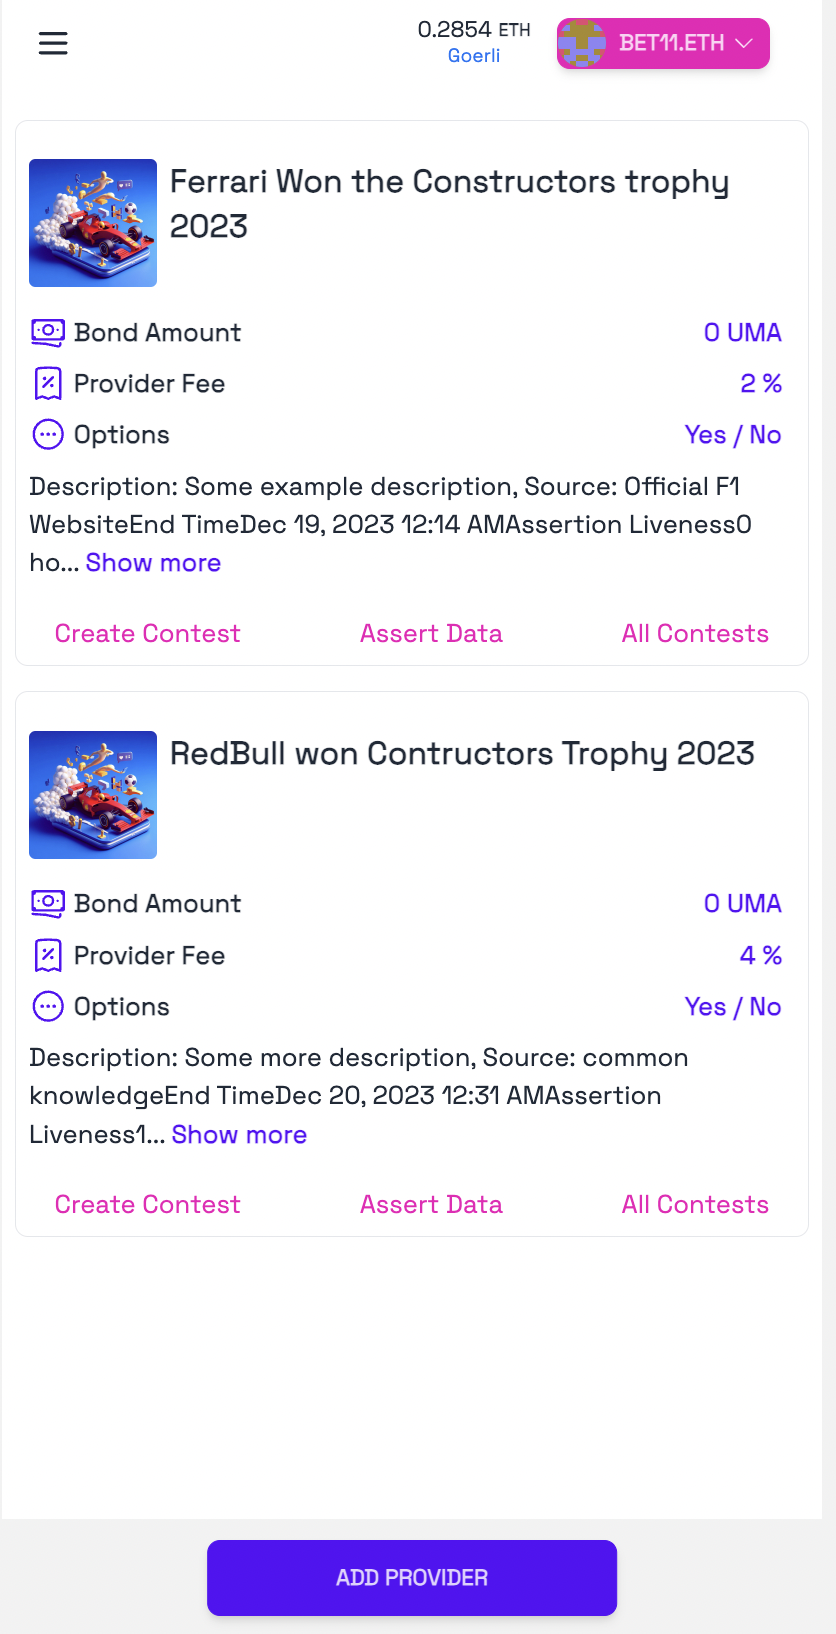 0.2854 ETH
Goerli
BET11.ETH
Ferrari Won the Constructors trophy
2023
Bond Amount
0 UMA
Provider Fee
2 %
Options
Yes / No
Description: Some example description, Source: Official F1
WebsiteEnd TimeDec 19, 2023 12:14 AMAssertion Liveness0
ho... Show more
Create Contest
Assert Data
All Contests
RedBull won Contructors Trophy 2023
Bond Amount
0 UMA
Provider Fee
4 %
Options
Yes / No
Description: Some more description, Source: common
knowledgeEnd TimeDec 20, 2023 12:31 AMAssertion
Liveness1... Show more
Create Contest
Assert Data
All Contests
ADD PROVIDER